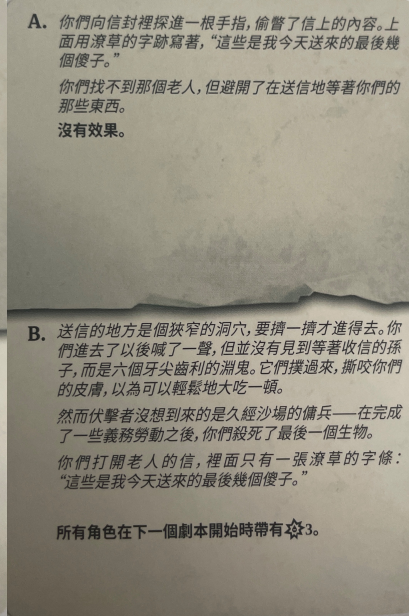 A. 你們向信封裡探進一根手指，偷瞥了信上的內容。上
面用潦草的字跡寫著，“這些是我今天送來的最後幾
個傻子。”
你們找不到那個老人，但避開了在送信地等著你們的
那些東西。
沒有效果。
B. 送信的地方是個狹窄的洞穴，要擠一擠才進得去。你
們進去了以後喊了一聲，但並沒有見到等著收信的孫
子，而是六個牙尖齒利的淵鬼。它們撲過來，撕咬你們
的皮膚，以為可以輕鬆地大吃一頓。
然而伏擊者沒想到來的是久經沙場的傭兵——在完成
了一些義務勞動之後，你們殺死了最後一個生物。
你們打開老人的信，裡面只有一張潦草的字條：
“這些是我今天送來的最後幾個傻子。”
所有角色在下一個劇本開始時帶有3。